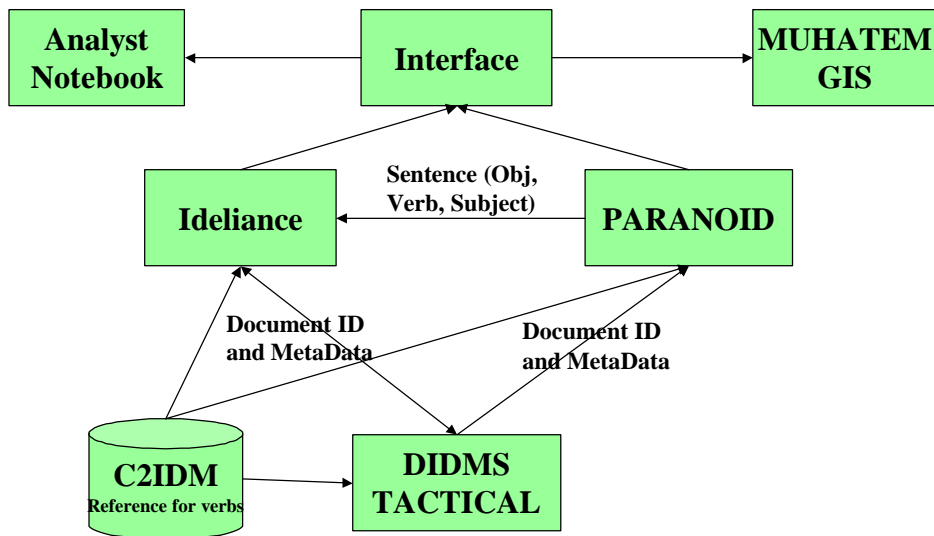 Analyst
Notebook
Interface
MUHATEM
GIS
Sentence (Obj,
Verb, Subject)
Ideliance
PARANOID
Document ID
and MetaData
Document ID
and MetaData
C2IDM
Reference for verbs
DIDMS
TACTICAL